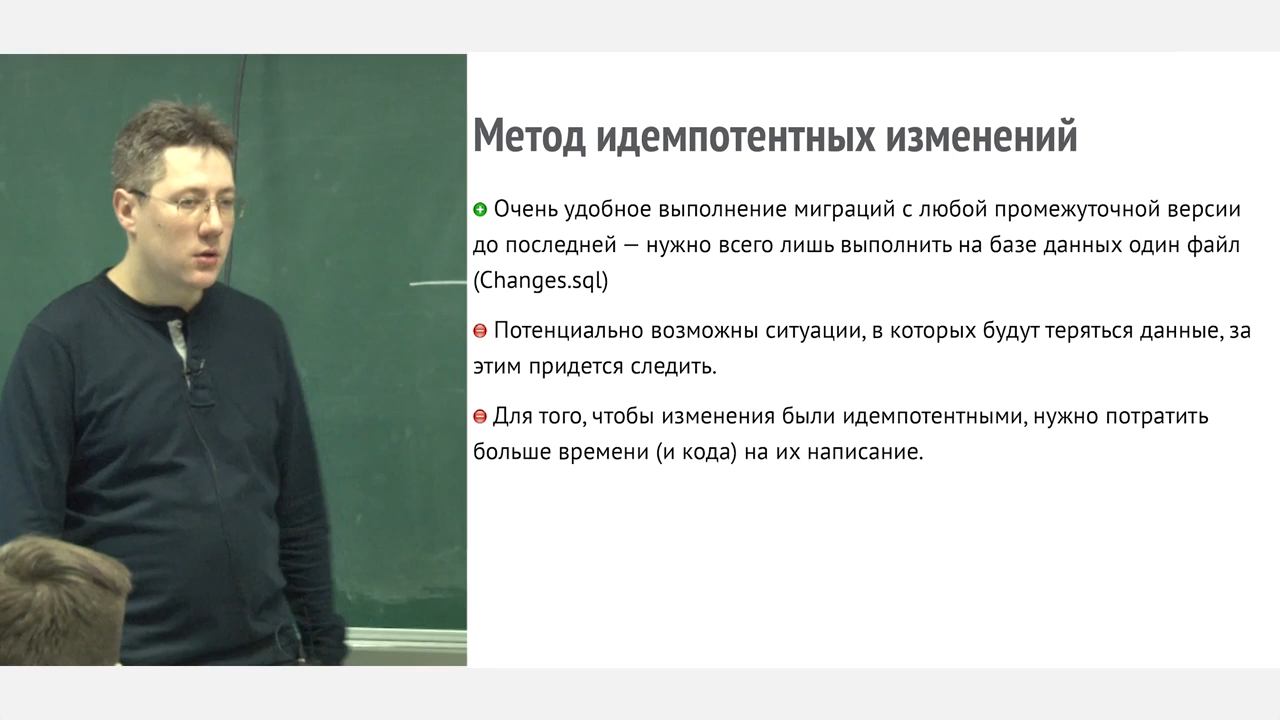 Метод идемпотентных изменений
Очень удобное выполнение миграций с любой промежуточной версии
до последней — нужно всего лишь выполнить на базе данных один файл
(Changes.sql)
Потенциально возможны ситуации, в которых будут теряться данные, за
этим придется следить.
Для того, чтобы изменения были идемпотентными, нужно потратить
больше времени (и кода) на их написание.